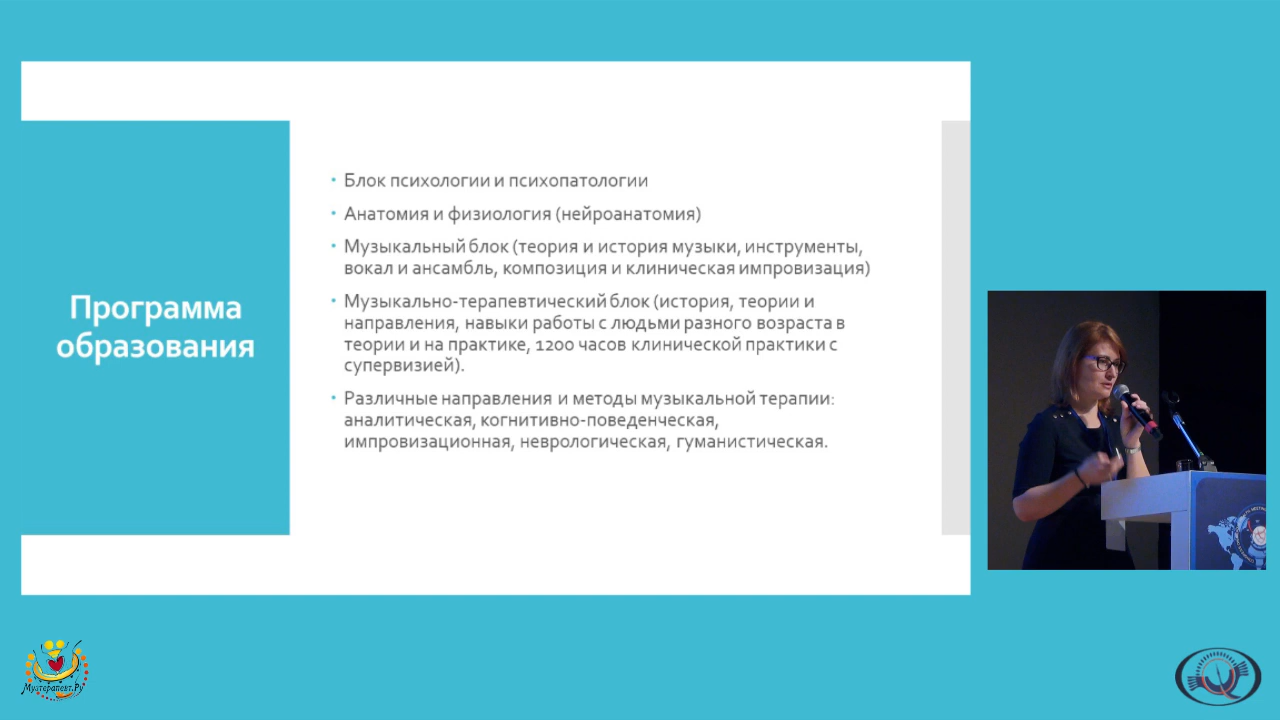 Программа
образования
• Блок психологии и психопатологии
• Анатомия и физиология (нейроанатомия)
• Музыкальный блок (теория и история музыки, инструменты,
вокал и ансамбль, композиция и клиническая импровизация)
• Музыкально-терапевтический блок (история, теории и
направления, навыки работы с людьми разного возраста в
теории и на практике, 1200 часов клинической практики с
супервизией).
• Различные направления и методы музыкальной терапии:
аналитическая, когнитивно-поведенческая,
импровизационная, неврологическая, гуманистическая.
Музтерапевт.Ру